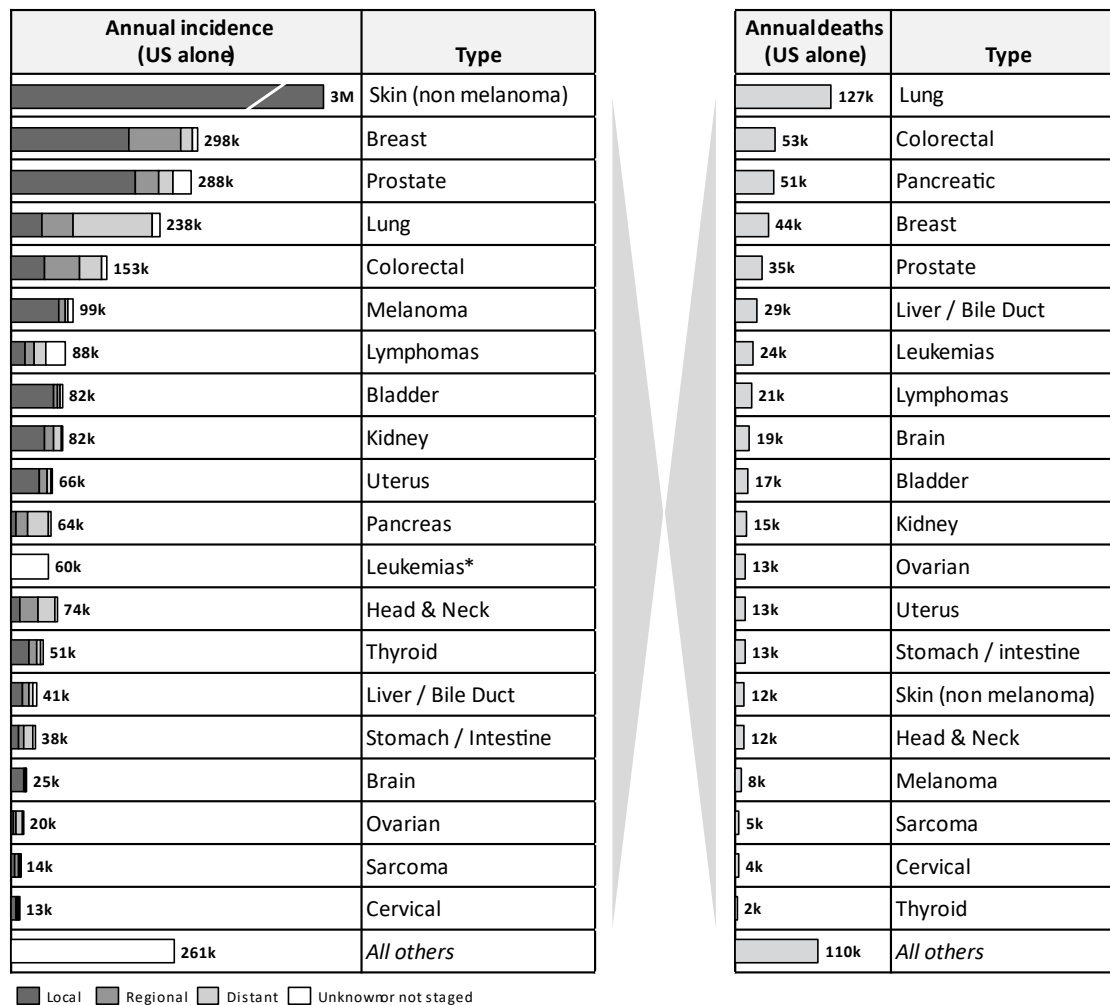 Annual incidence
(US alone)
Type
3M Skin (non melanoma)
298k Breast
288k Prostate
238k Lung
153k Colorectal
99k Melanoma
88k Lymphomas
82k Bladder
82k Kidney
66k Uterus
64k Pancreas
60k Leukemias*
74k Head & Neck
51k Thyroid
41k Liver / Bile Duct
38k Stomach / Intestine
25k Brain
20k Ovarian
14k Sarcoma
13k Cervical
261k All others
Local Regional Distant Unknown or not staged
Annual deaths
(US alone)
Type
127k Lung
53k Colorectal
51k Pancreatic
44k Breast
35k Prostate
29k Liver / Bile Duct
24k Leukemias
21k Lymphomas
19k Brain
17k Bladder
15k Kidney
13k Ovarian
13k Uterus
13k Stomach / intestine
12k Skin (non melanoma)
12k Head & Neck
8k Melanoma
5k Sarcoma
4k Cervical
2k Thyroid
110k All others